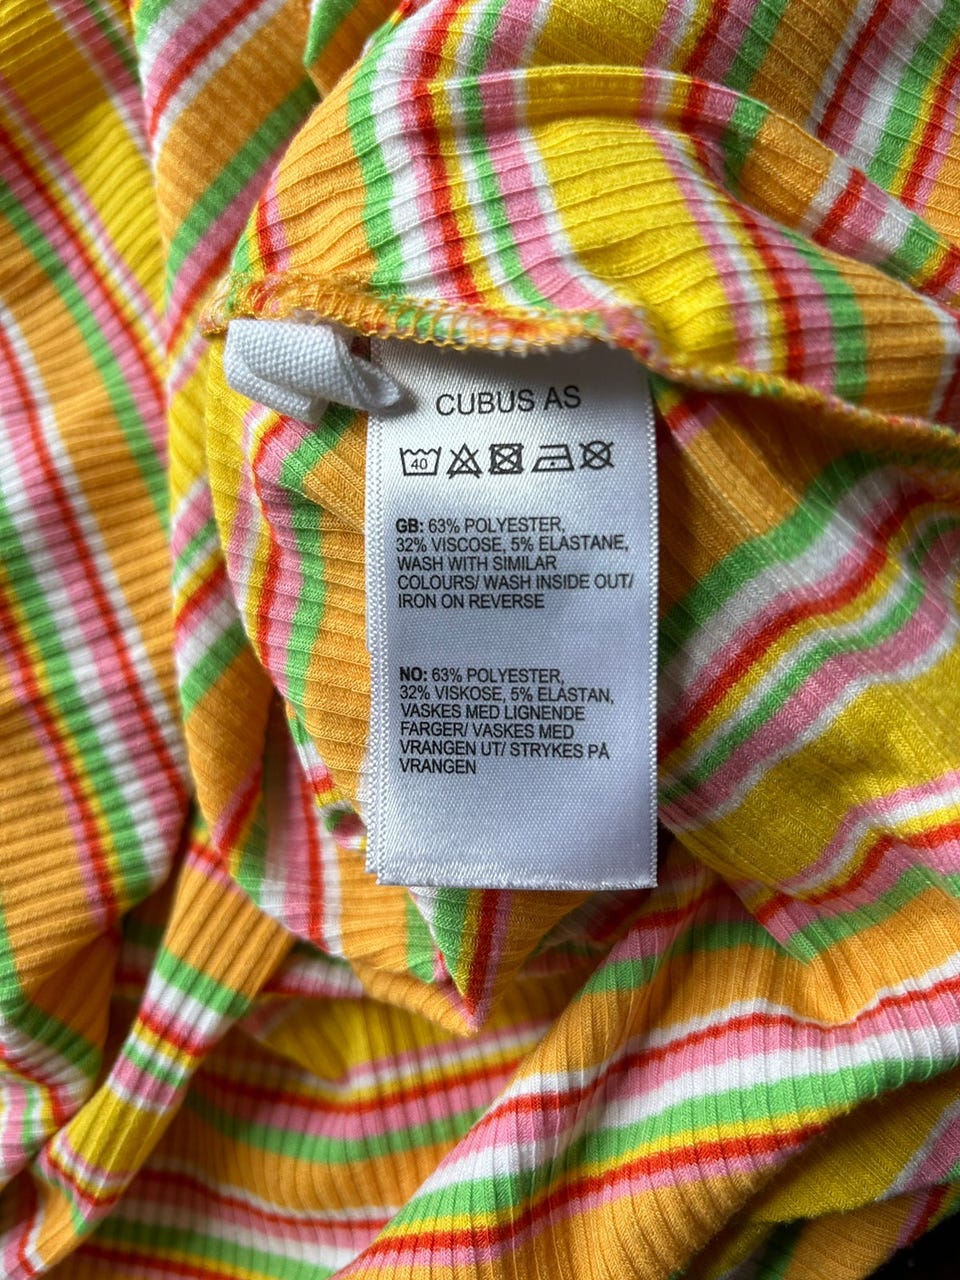 CUBUS AS
40
GB: 63% POLYESTER,
32% VISCOSE, 5% ELASTANE,
WASH WITH SIMILAR
COLOURS/ WASH INSIDE OUT/
IRON ON REVERSE
NO: 63% POLYESTER,
32% VISKOSE, 5% ELASTAN,
VASKES MED LIGNENDE
FARGER/ VASKES MED
VRANGEN UT/ STRYKES PÅ
VRANGEN